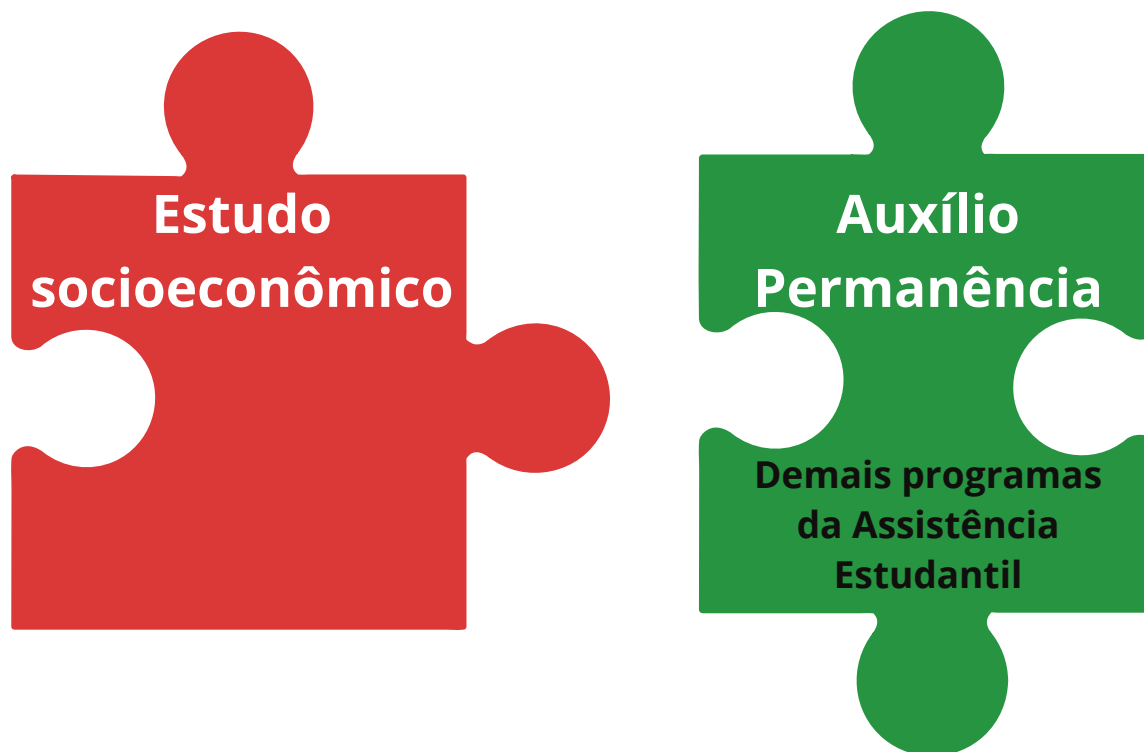 Estudo
socioeconômico
Auxílio
Permanência
Demais programas
da Assistência
Estudantil